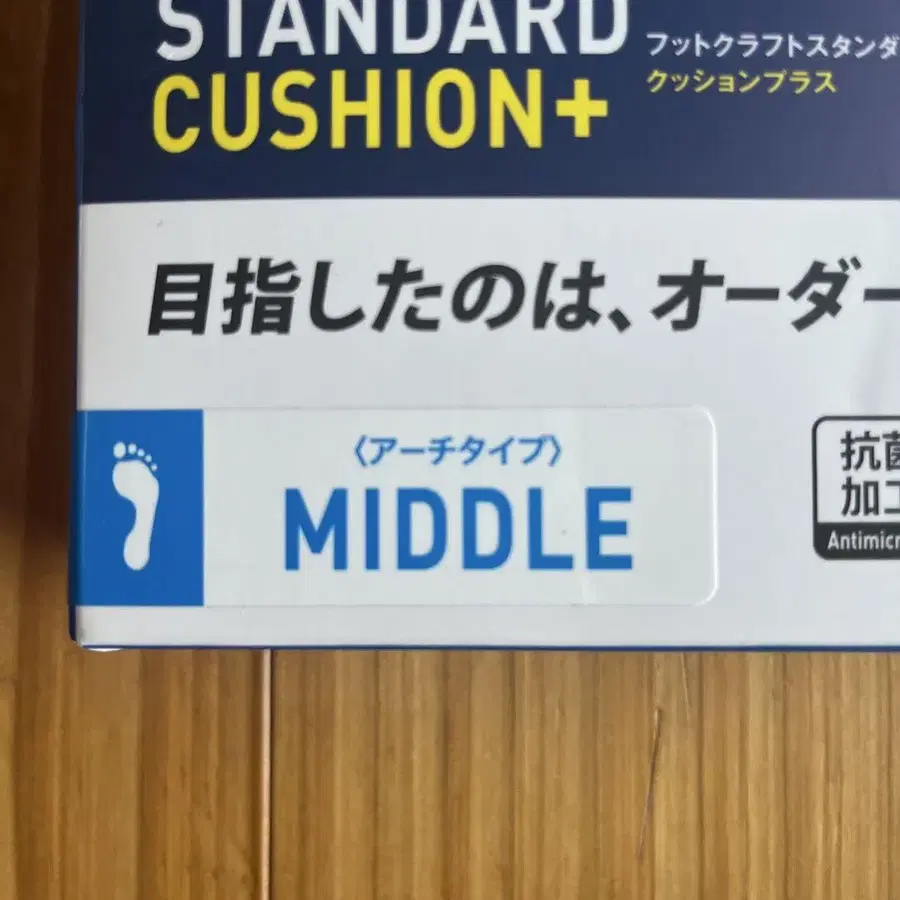 STANDARD
CUSHION+
フットクラフトスタンダ
クッションプラス
目指したのは、オーダー
〈アーチタイプ〉
MIDDLE
抗菌
加工
Antimicr